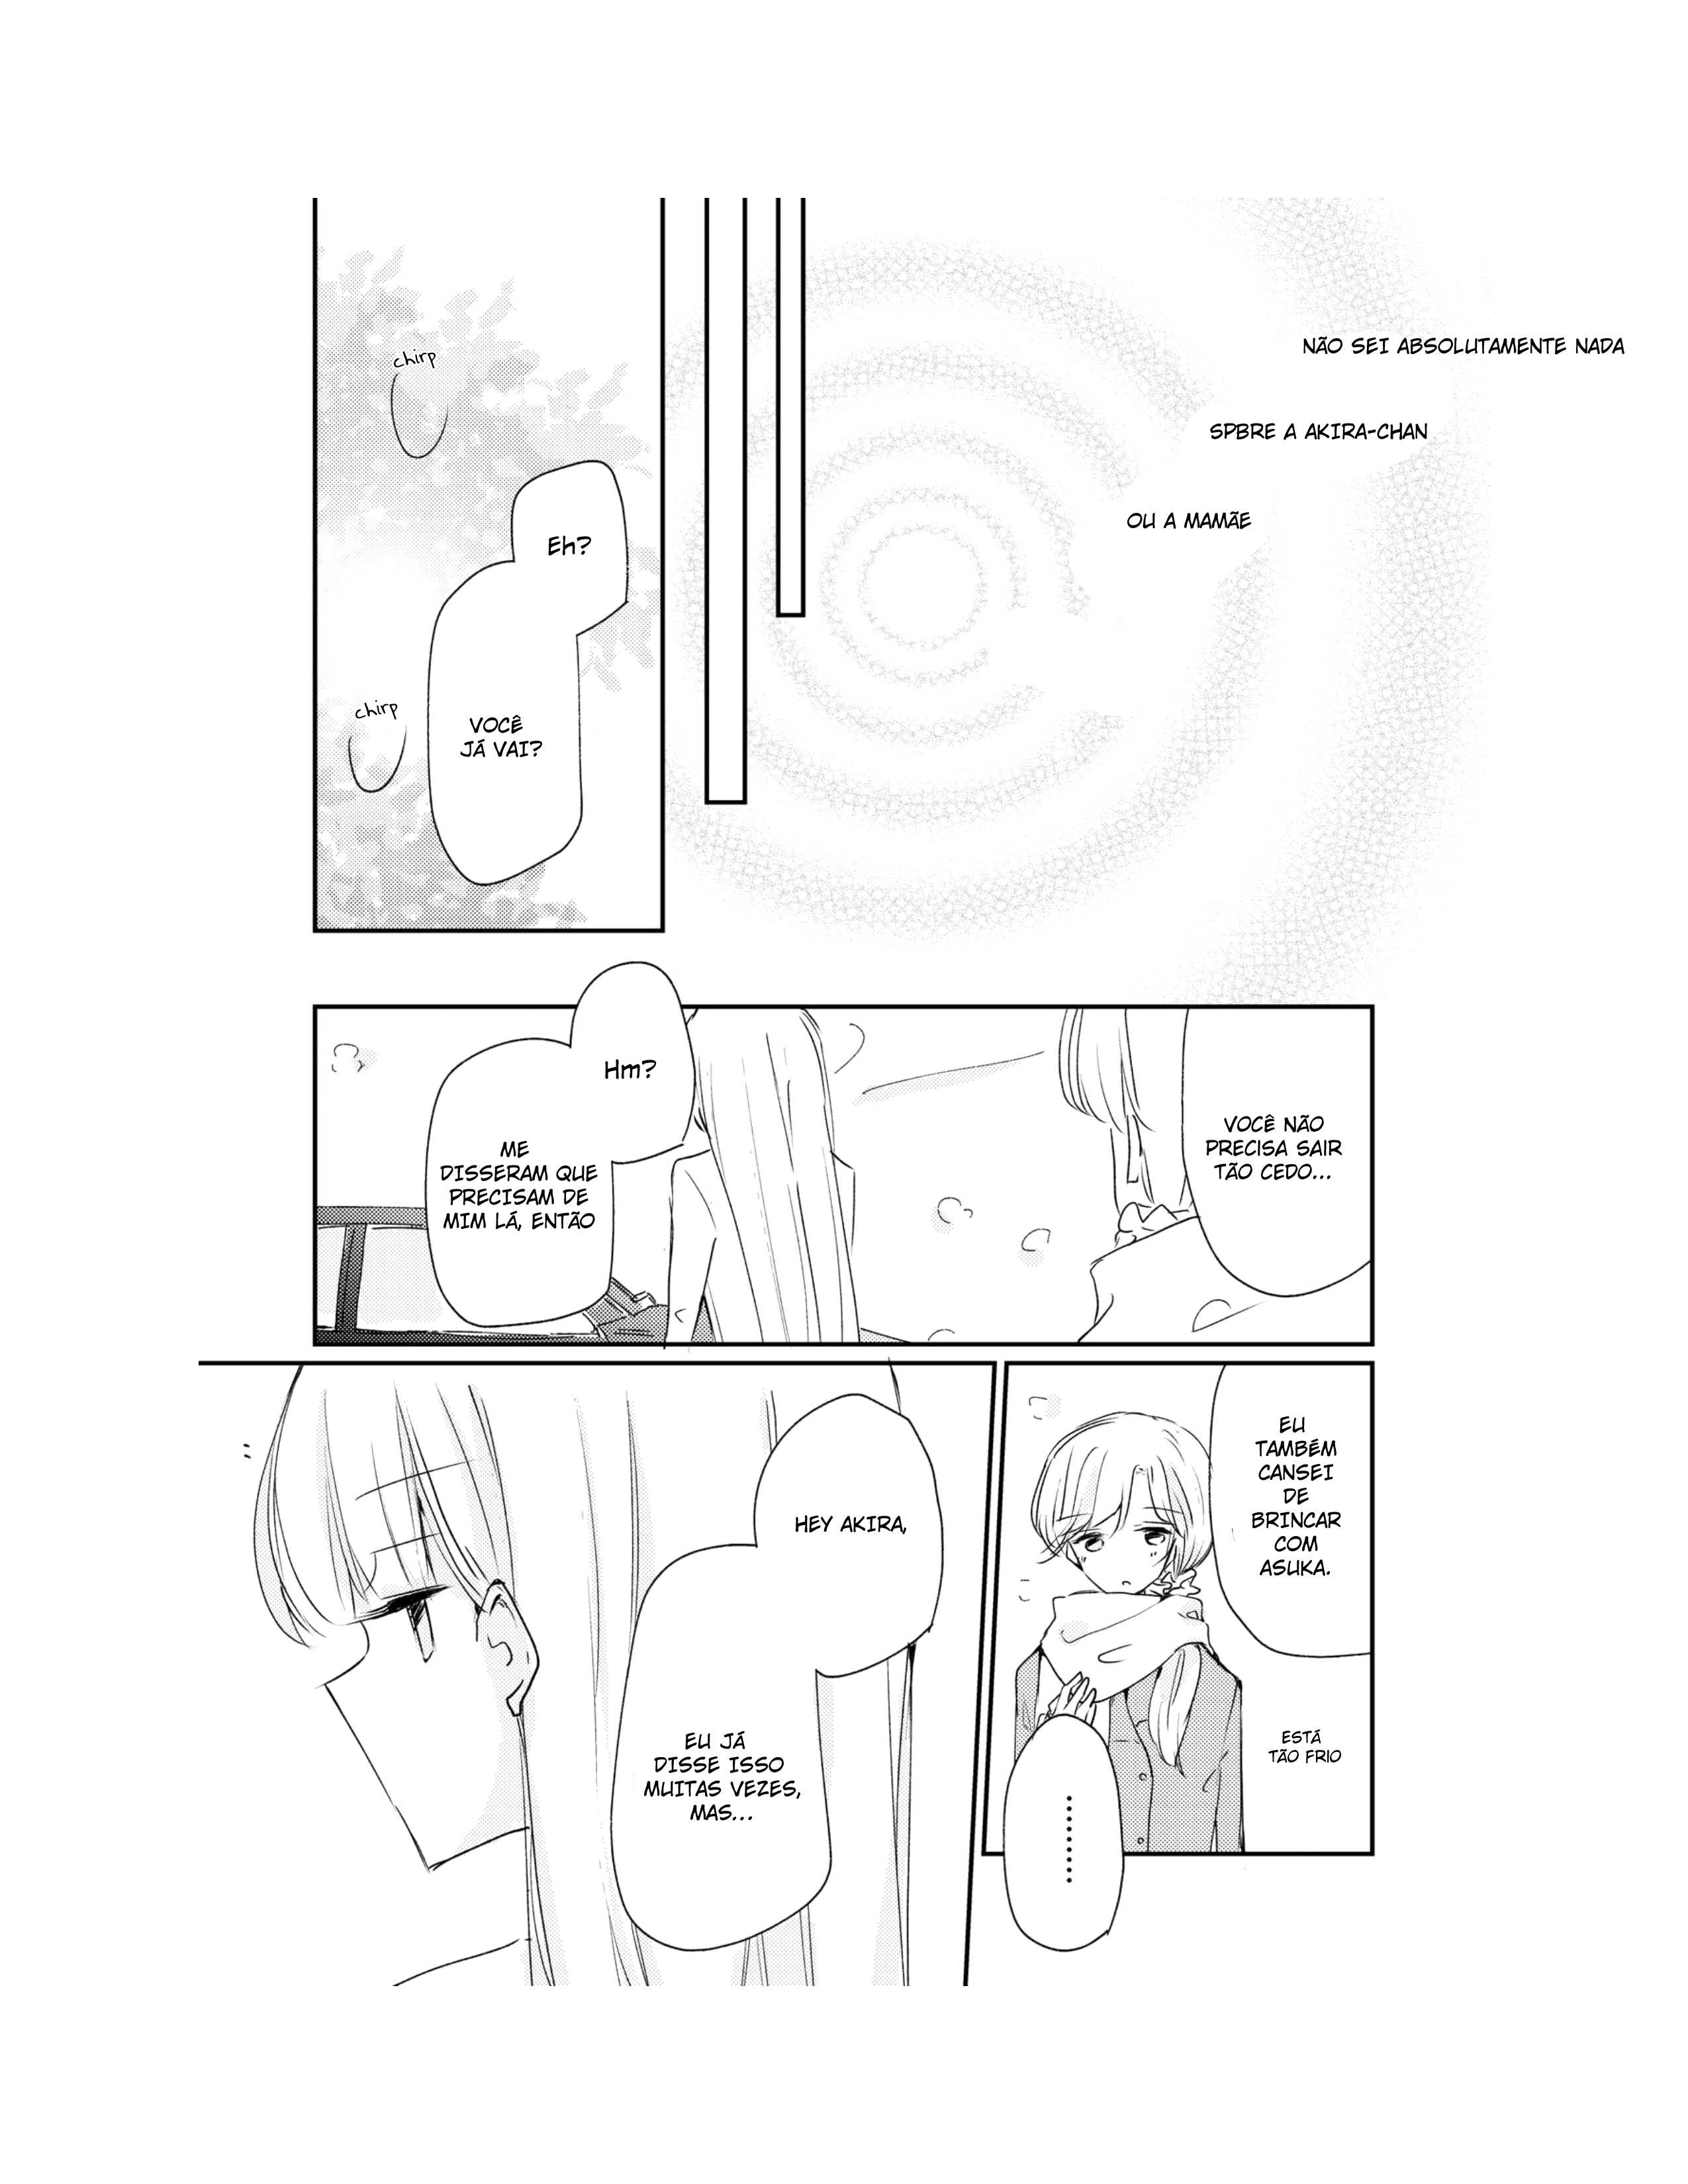 NÃO SEI ABSOLUTAMENTE NADA
SPBRE A AKIRA-CHAN
OU A MAMÃE
chirp
Eh?
chirp
VOCÊ
JÁ VAI?
VOCÊ NÃO
PRECISA SAIR
TÃO CEDO...
Hm?
ME
DISSERAM QUE
PRECISAM DE
MIM LÁ, ENTÃO
EU
TAMBÉM
CANSEI
DE
BRINCAR
COM
ASUKA.
ESTÁ
TÃO FRIO
..........
HEY AKIRA,
EU JÁ
DISSE ISSO
MUITAS VEZES,
MAS...